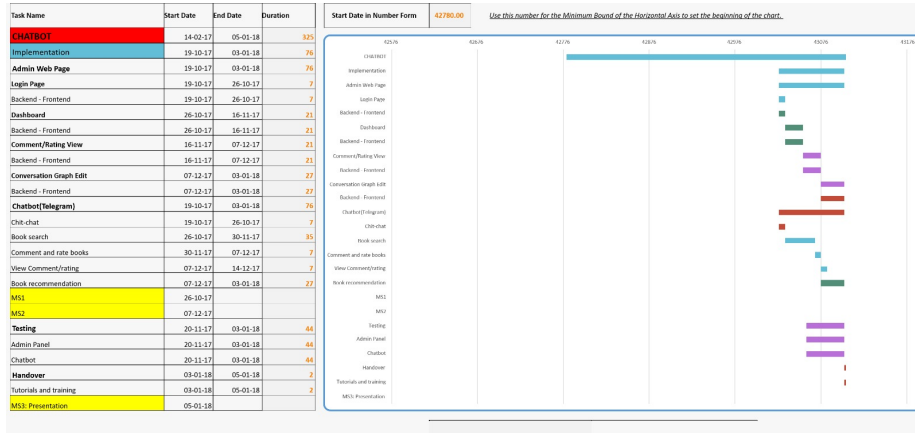 Task Name Start Date End Date Duration
CHATBOT 14-02-17 05-01-18 325
Implementation 19-10-17 03-01-18 76
Admin Web Page 19-10-17 03-01-18 76
Login Page 19-10-17 26-10-17 7
Backend - Frontend 19-10-17 26-10-17 7
Dashboard 26-10-17 16-11-17 21
Backend - Frontend 26-10-17 16-11-17 21
Comment/Rating View 16-11-17 07-12-17 21
Backend - Frontend 16-11-17 07-12-17 21
Conversation Graph Edit 07-12-17 03-01-18 27
Backend - Frontend 07-12-17 03-01-18 27
Chatbot(Telegram) 19-10-17 03-01-18 76
Chit-chat 19-10-17 26-10-17 7
Book search 26-10-17 30-11-17 35
Comment and rate books 30-11-17 07-12-17 7
View Comment/rating 07-12-17 14-12-17 7
Book recommendation 07-12-17 03-01-18 27
MS1 26-10-17
MS2 07-12-17
Testing 20-11-17 03-01-18 44
Admin Panel 20-11-17 03-01-18 44
Chatbot 20-11-17 03-01-18 44
Handover 03-01-18 05-01-18 2
Tutorials and training 03-01-18 05-01-18 2
MS3: Presentation 05-01-18
Start Date in Number Form 42780.00 Use this number for the Minimum Bound of the Horizontal Axis to set the beginning of the chart.
42576 42676 42776 42876 42976 43076 43176
CHATBOT
Implementation
Admin Web Page
Login Page
Backend - Frontend
Dashboard
Backend - Frontend
Comment/Rating View
Backend - Frontend
Conversation Graph Edit
Backend - Frontend
Chatbot(Telegram)
Chit-chat
Book search
Comment and rate books
View Comment/rating
Book recommendation
MS1
MS2
Testing
Admin Panel
Chatbot
Handover
Tutorials and training
MS3: Presentation